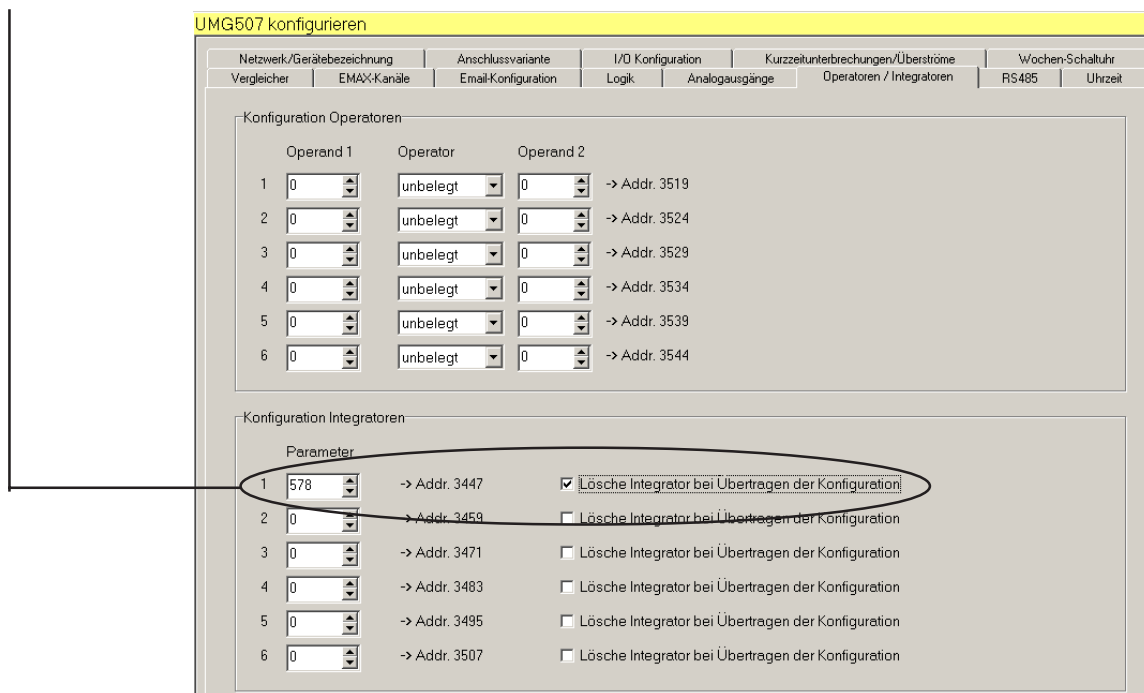 UMG507 konfigurieren
Netzwerk/Gerätebezeichnung Anschlussvariante I/O Konfiguration Kurzzeitunterbrechungen/Überströme Wochen-Schaltuhr
Vergleicher EMAX-Kanäle Email-Konfiguration Logik Analogausgänge Operatoren / Integratoren RS485 Uhrzeit
Konfiguration Operatoren
Operand 1 Operator Operand 2
1 0 unbelegt 0 -> Addr. 3519
2 0 unbelegt 0 -> Addr. 3524
3 0 unbelegt 0 -> Addr. 3529
4 0 unbelegt 0 -> Addr. 3534
5 0 unbelegt 0 -> Addr. 3539
6 0 unbelegt 0 -> Addr. 3544
Konfiguration Integratoren
Parameter
1 578 -> Addr. 3447 Lösche Integrator bei Übertragen der Konfiguration
2 0 -> Addr. 3459 Lösche Integrator bei Übertragen der Konfiguration
3 0 -> Addr. 3471 Lösche Integrator bei Übertragen der Konfiguration
4 0 -> Addr. 3483 Lösche Integrator bei Übertragen der Konfiguration
5 0 -> Addr. 3495 Lösche Integrator bei Übertragen der Konfiguration
6 0 -> Addr. 3507 Lösche Integrator bei Übertragen der Konfiguration